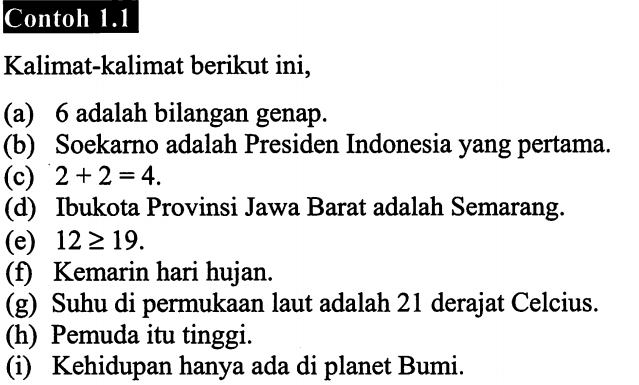 Contoh 1.1
Kalimat-kalimat berikut ini,
(a) 6 adalah bilangan genap.
(b) Soekarno adalah Presiden Indonesia yang pertama.
(c) 2 + 2 = 4.
(d) Ibukota Provinsi Jawa Barat adalah Semarang.
(e) 12 ≥ 19.
(f) Kemarin hari hujan.
(g) Suhu di permukaan laut adalah 21 derajat Celcius.
(h) Pemuda itu tinggi.
(i) Kehidupan hanya ada di planet Bumi.